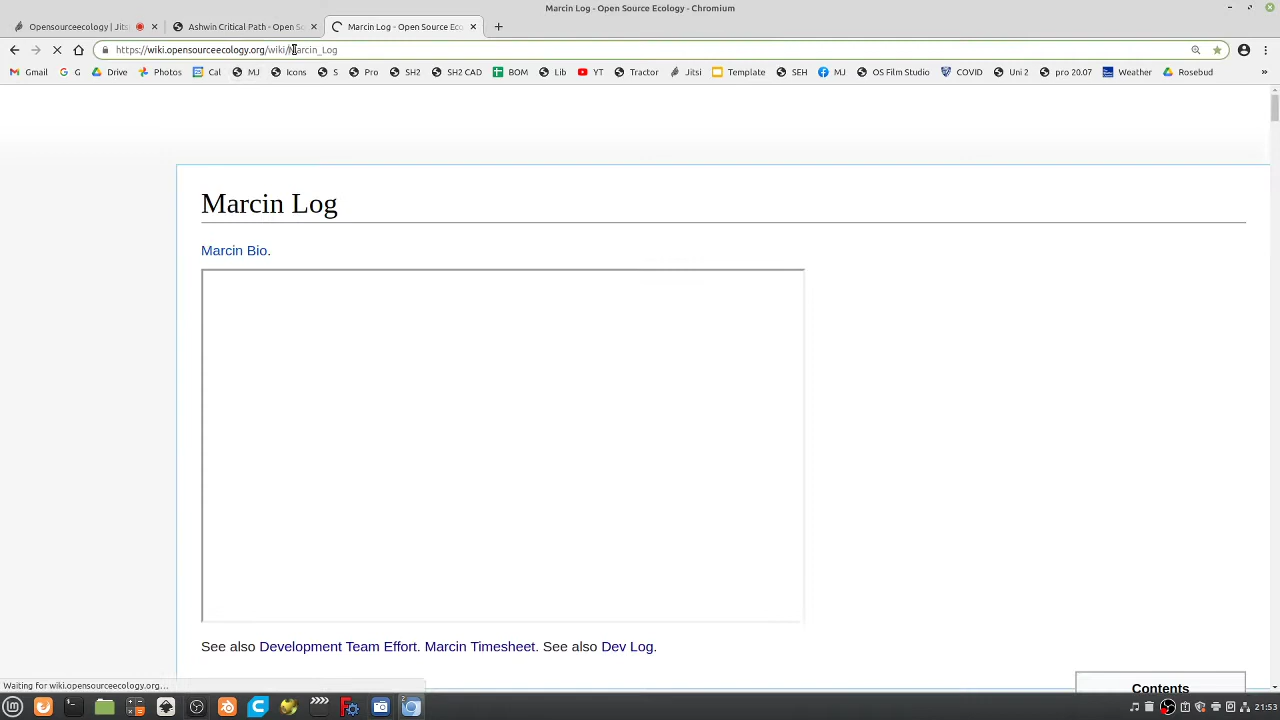 Marcin Log - Open Source Ecology - Chromium
Opensourceecology | Jitsi
Ashwin Critical Path - Open So
Marcin Log - Open Source Eco
https://wiki.opensourceecology.org/wiki/Marcin_Log
Gmail G Drive Photos Cal MJ Icons S Pro SH2 SH2 CAD BOM Lib YT Tractor Jitsi Template SEH MJ OS Film Studio COVID Uni 2 pro 20.07 Weather Rosebud »
Marcin Log
Marcin Bio.
See also Development Team Effort. Marcin Timesheet. See also Dev Log.
Contents
Waiting for wiki.opensourceecology.org...
2
21:53